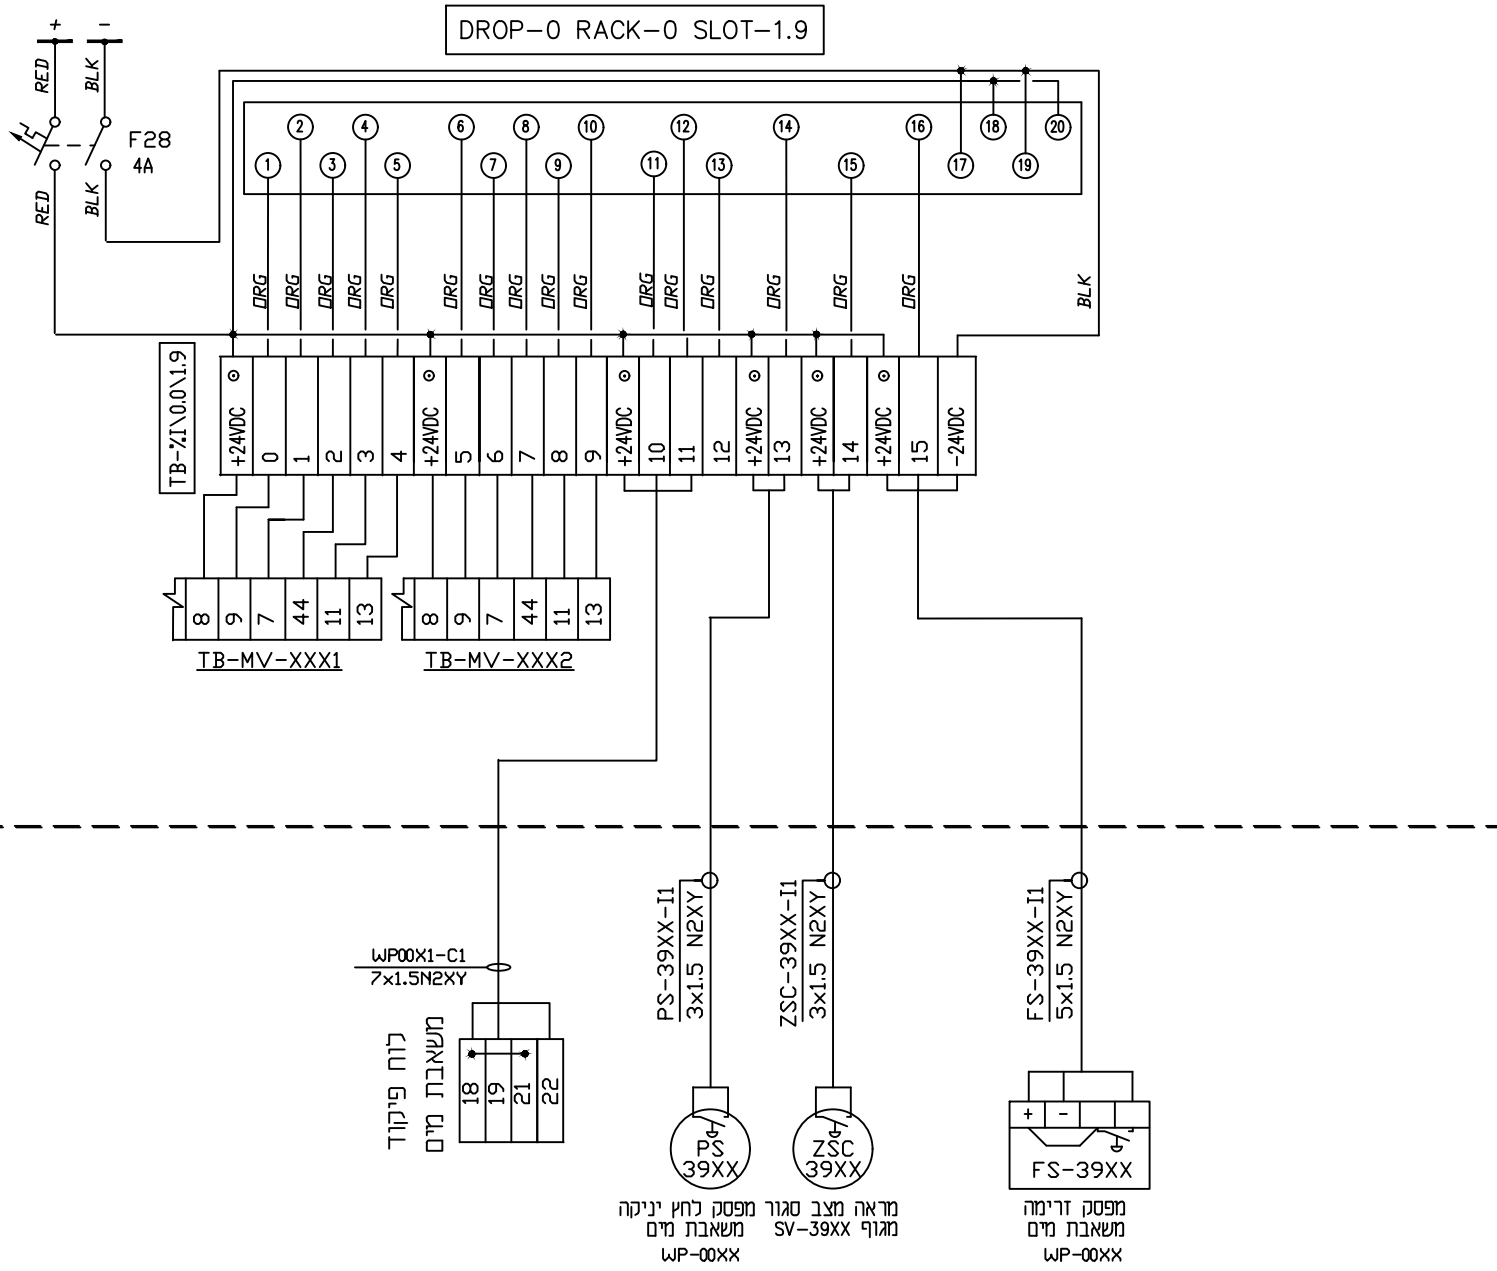 DROP-0 RACK-0 SLOT-1.9
+ -
RED BLK
F28
4A
RED BLK
2 4 6 8 10 12 14 16 18 20
1 3 5 7 9 11 13 15 17 19
ORG ORG ORG ORG ORG ORG ORG ORG ORG ORG ORG ORG ORG ORG ORG ORG BLK
TB-%I\0.0\1.9
+24VDC 0 1 2 3 4 +24VDC 5 6 7 8 9 +24VDC 10 11 12 +24VDC 13 +24VDC 14 +24VDC 15 -24VDC
8 9 7 44 11 13
TB-MV-XXX1
8 9 7 44 11 13
TB-MV-XXX2
WP00X1-C1
7x1.5N2XY
לוח פיקוד
משאבת מים
18 19 21 22
PS-39XX-I1
3x1.5 N2XY
PS
39XX
מפסק לחץ יניקה
משאבת מים
WP-00XX
ZSC-39XX-I1
3x1.5 N2XY
ZSC
39XX
מראה מצב סגור
מגוף SV-39XX
FS-39XX-I1
5x1.5 N2XY
+ -
FS-39XX
מפסק זרימה
משאבת מים
WP-00XX